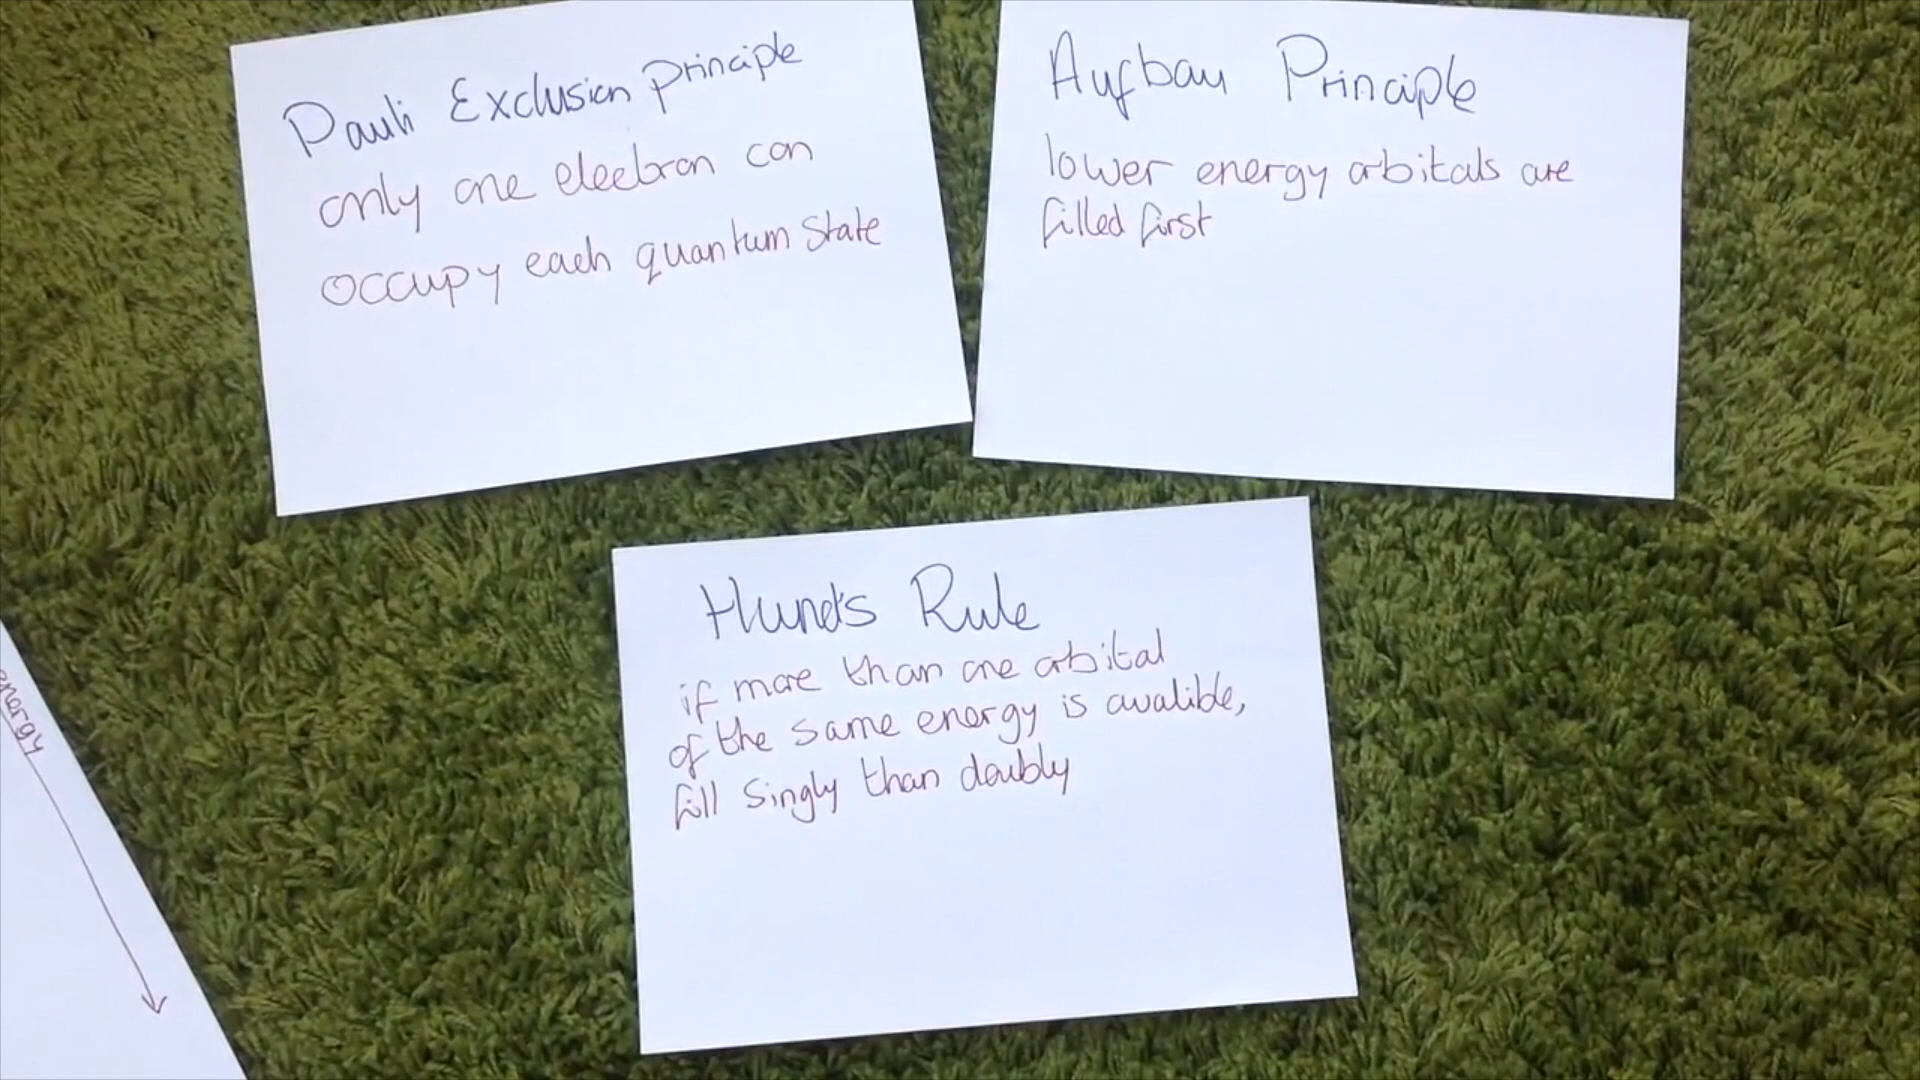 Pauli Exclusion Principle
only one electron can
occupy each quantum state
Aufbau Principle
lower energy orbitals are
filled first
Hund's Rule
if more than one orbital
of the same energy is avalible,
fill singly than doubly
energy